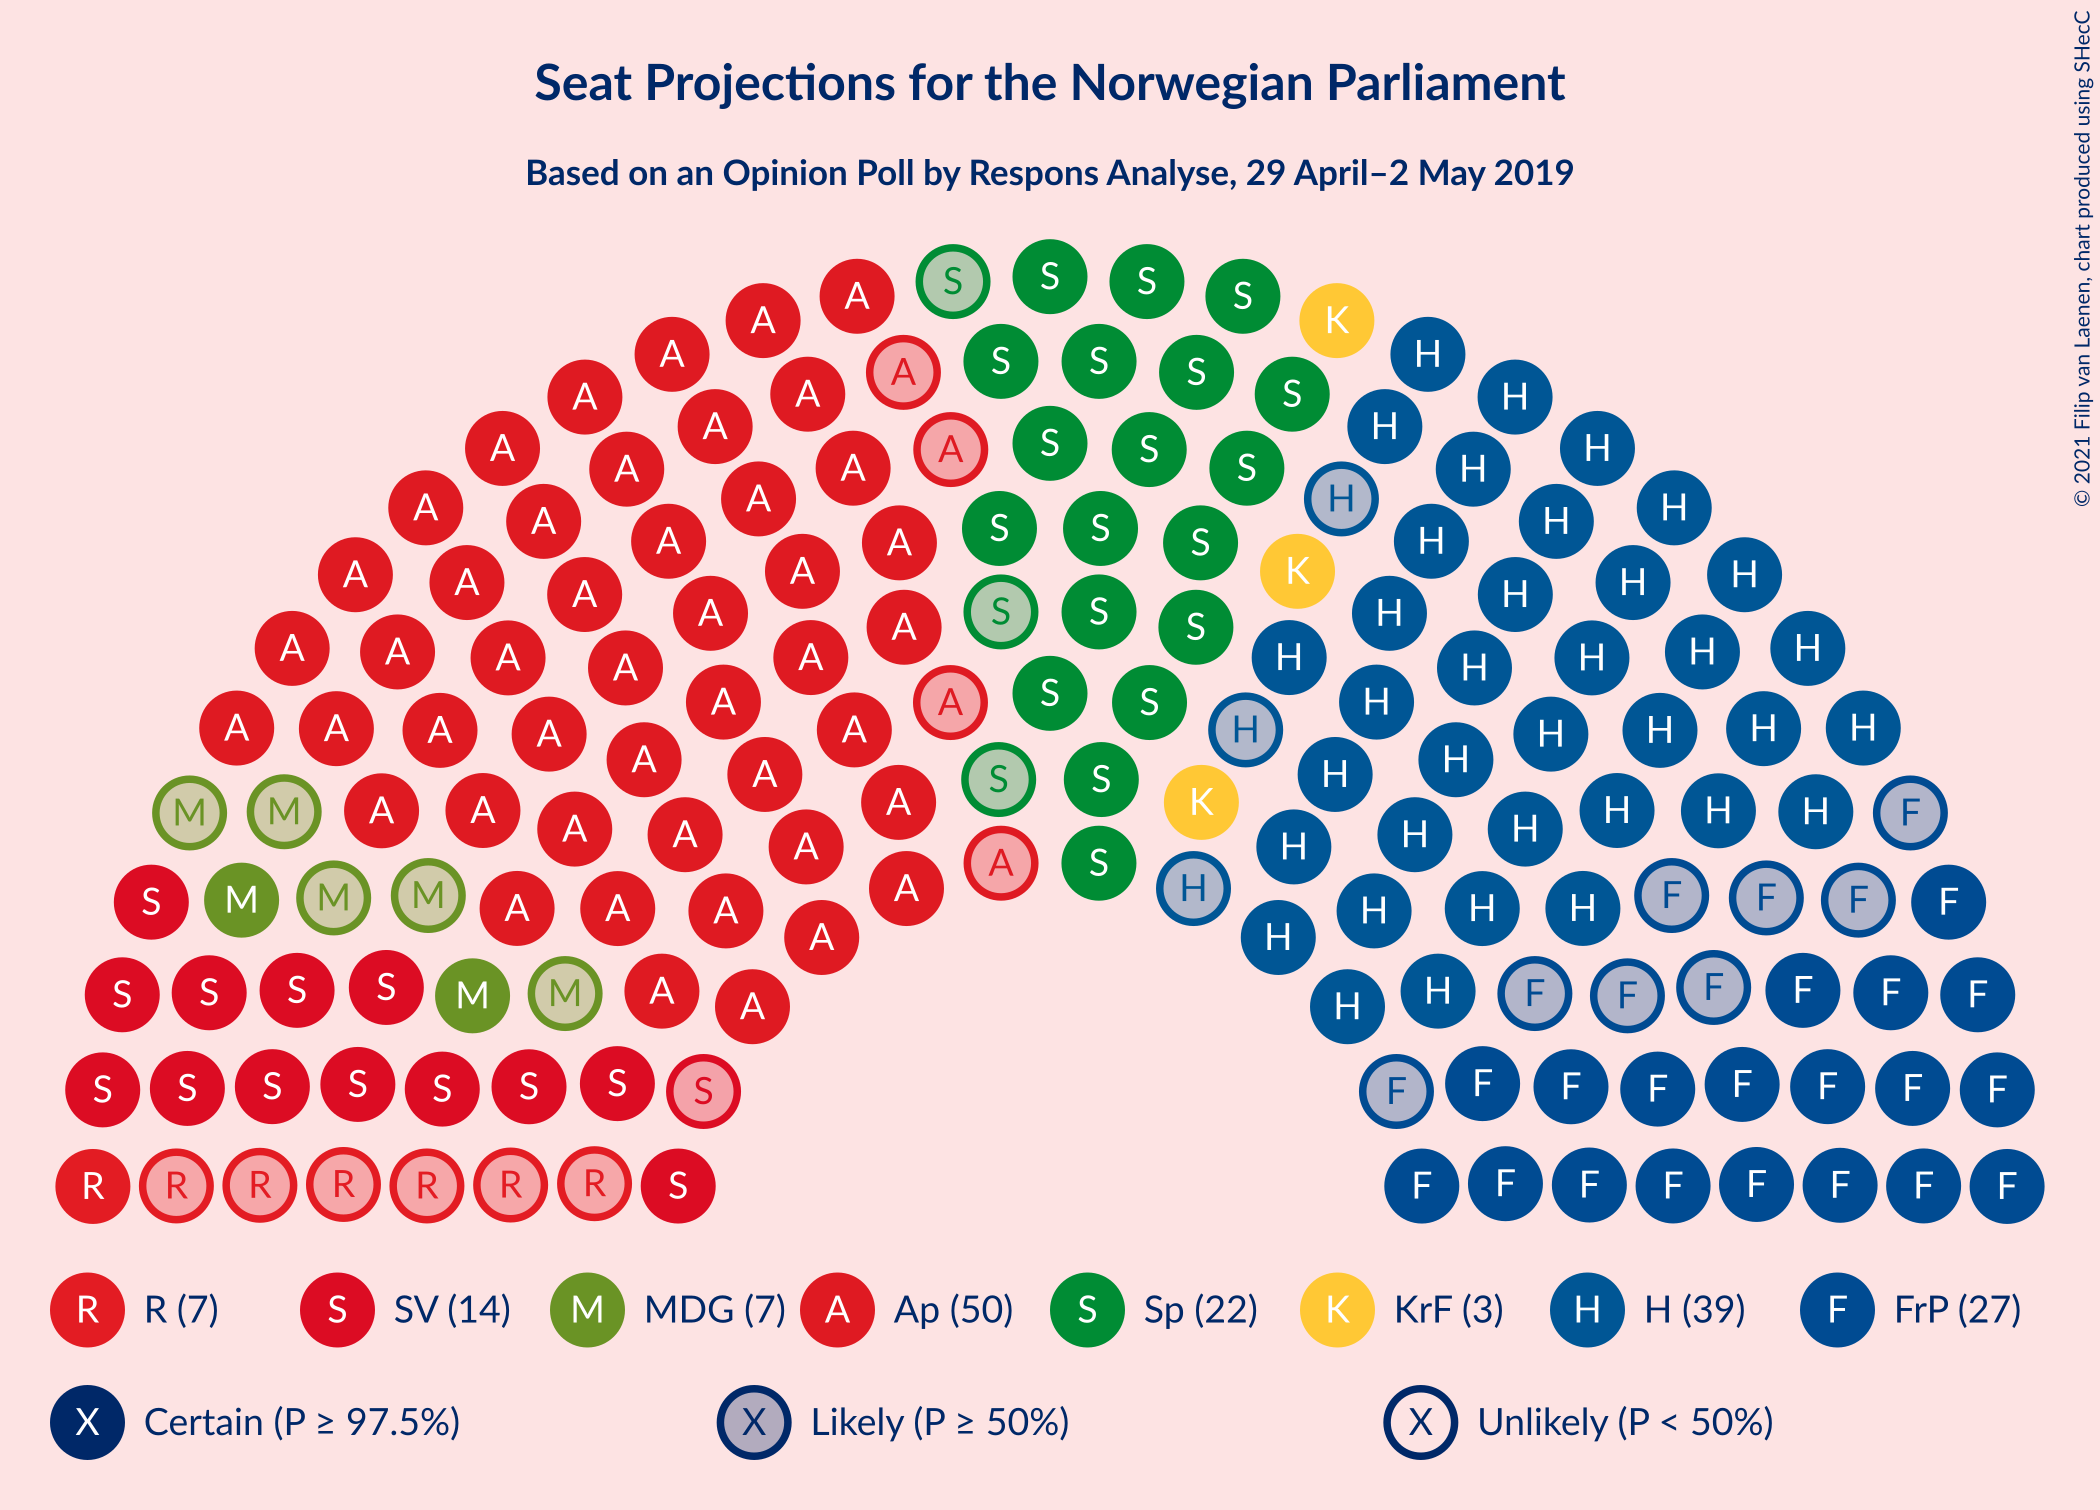 Seat Projections for the Norwegian Parliament
Based on an Opinion Poll by Respons Analyse, 29 April–2 May 2019
© 2021 Filip van Laenen, chart produced using SHecC
S S S S K
A A H
A A S S S S H
A A A H H
A A S S S H H
A A A H H H
A A A S S S K H H H
A A A A S S S H H H H
A A A A A H H H H H
A A A A A S S H H H H H
A A A A A A H H H H H H
M M A A A A A A S S K H H H H H H F
S M M M A A A A A A S H H H H H F F F F
S S S S M M A A H H F F F F F F
S S S S S S S S F F F F F F F F
R R R R R R R S F F F F F F F F
R R (7) S SV (14) M MDG (7) A Ap (50) S Sp (22) K KrF (3) H H (39) F FrP (27)
X Certain (P ≥ 97.5%) X Likely (P ≥ 50%) X Unlikely (P < 50%)